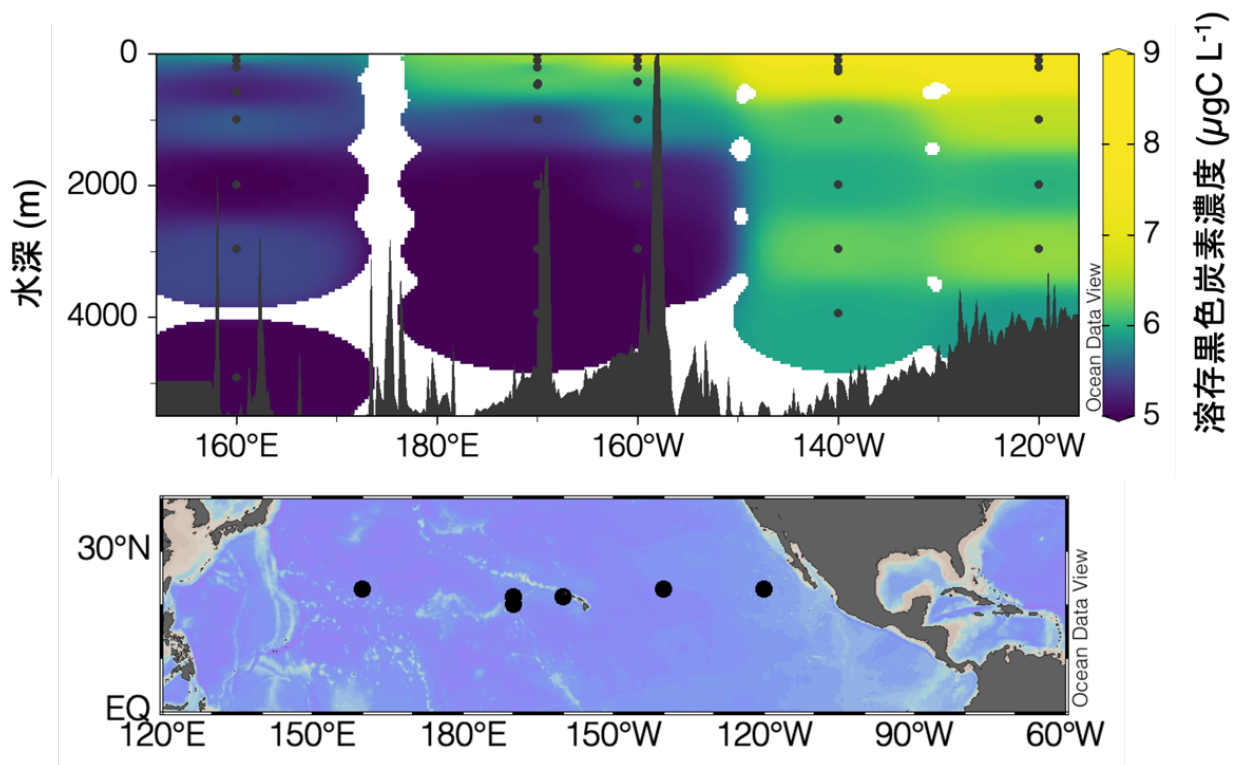 水深 (m)
0
2000
4000
160°E
180°E
160°W
140°W
120°W
Ocean Data View
9
8
7
6
5
溶存黒色炭素濃度 (μgC L-1)
30°N
EQ
120°E
150°E
180°E
150°W
120°W
90°W
60°W
Ocean Data View